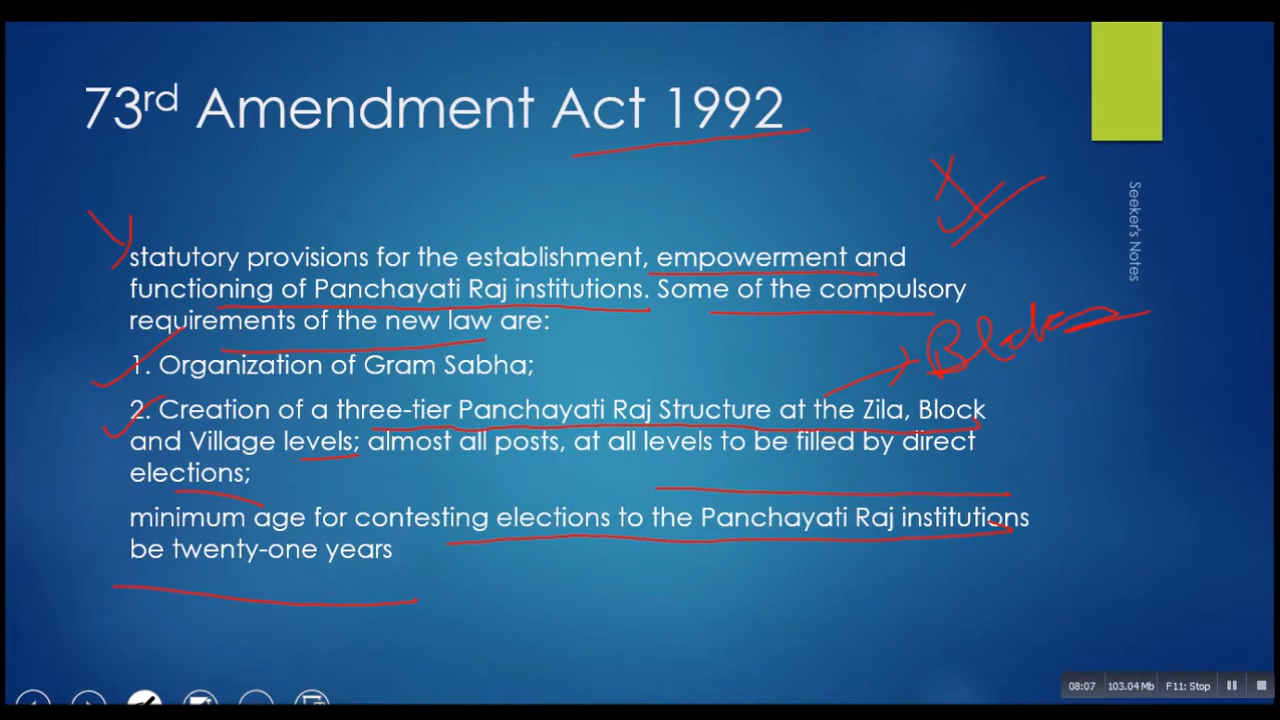 73rd Amendment Act 1992
statutory provisions for the establishment, empowerment and
functioning of Panchayati Raj institutions. Some of the compulsory
requirements of the new law are:
1. Organization of Gram Sabha;
2. Creation of a three-tier Panchayati Raj Structure at the Zila, Block
and Village levels; almost all posts, at all levels to be filled by direct
elections;
minimum age for contesting elections to the Panchayati Raj institutions
be twenty-one years
Seeker's Notes
08:07 103.04 Mb F11: Stop